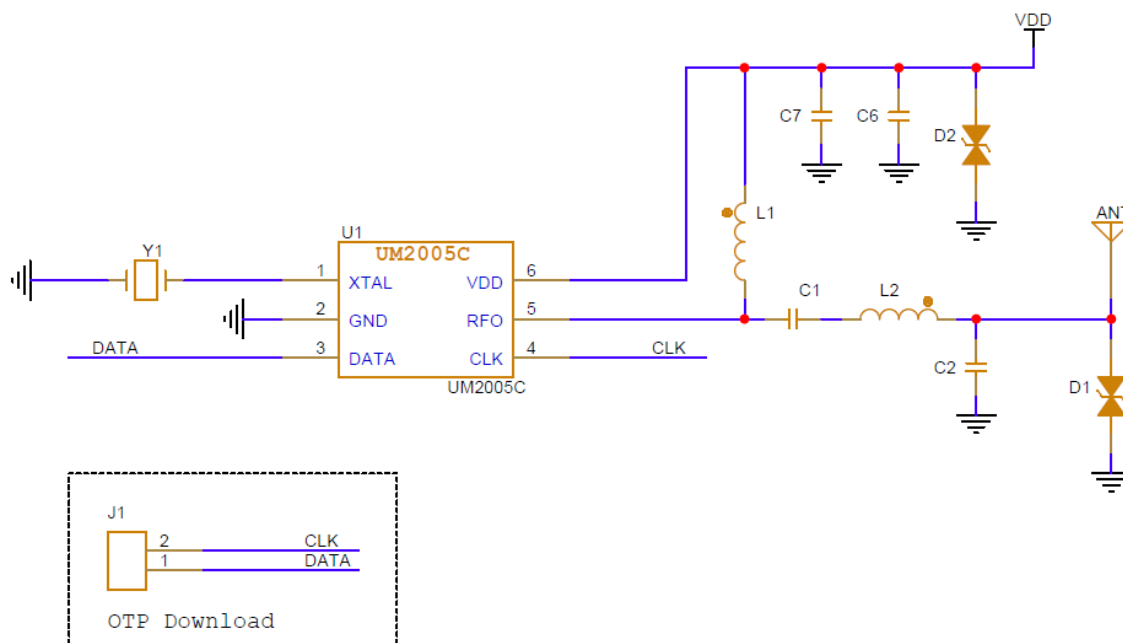 VDD
C7
C6
D2
L1
ANT
U1
Y1
UM2005C
1 XTAL VDD 6
C1 L2
2 GND RFO 5
DATA 3 DATA CLK 4 CLK
UM2005C
C2
D1
J1
2 CLK
1 DATA
OTP Download